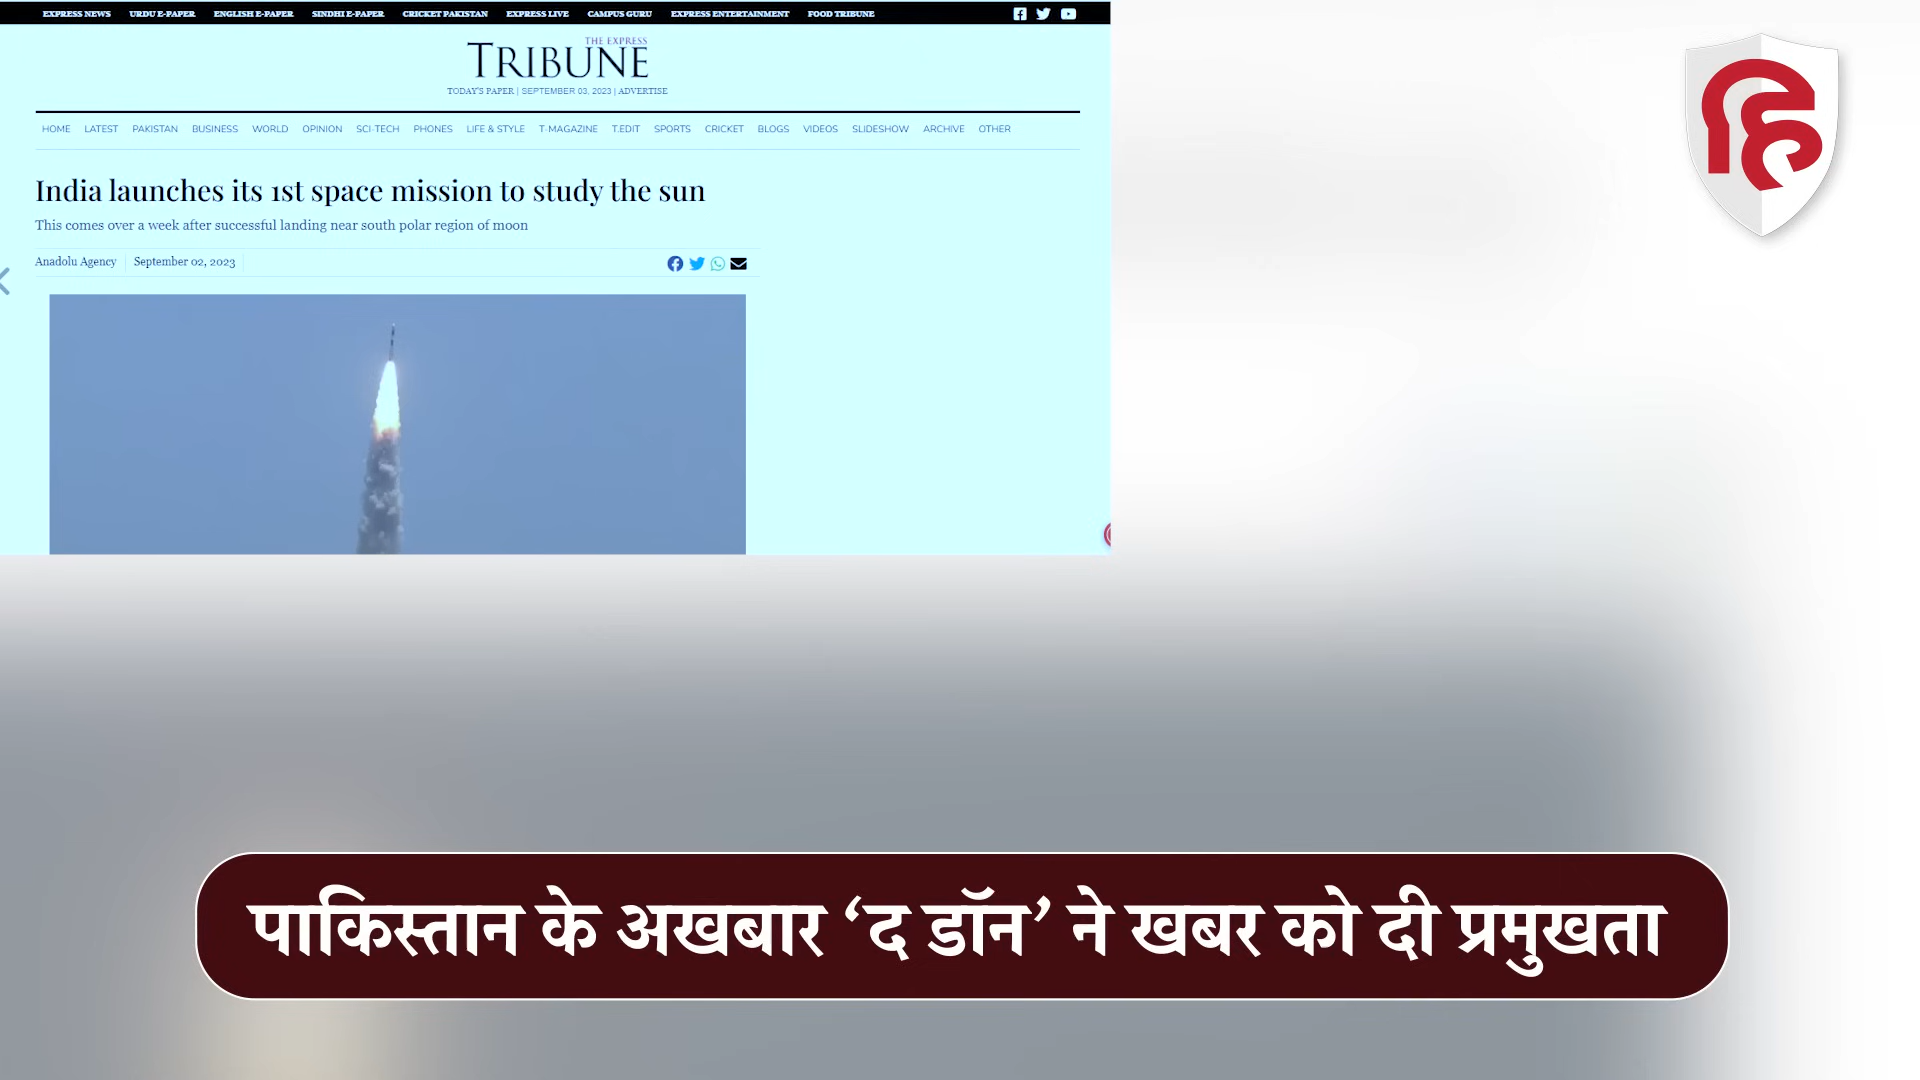 EXPRESS NEWS URDU E-PAPER ENGLISH E-PAPER SINDHI E-PAPER CRICKET PAKISTAN EXPRESS LIVE CAMPUS GURU EXPRESS ENTERTAINMENT FOOD TRIBUNE
THE EXPRESS
TRIBUNE
TODAY'S PAPER | SEPTEMBER 03, 2023 | ADVERTISE
HOME LATEST PAKISTAN BUSINESS WORLD OPINION SCI-TECH PHONES LIFE & STYLE T-MAGAZINE T.EDIT SPORTS CRICKET BLOGS VIDEOS SLIDESHOW ARCHIVE OTHER
India launches its 1st space mission to study the sun
This comes over a week after successful landing near south polar region of moon
Anadolu Agency September 02, 2023
हि
पाकिस्तान के अखबार ‘द डॉन’ ने खबर को दी प्रमुखता